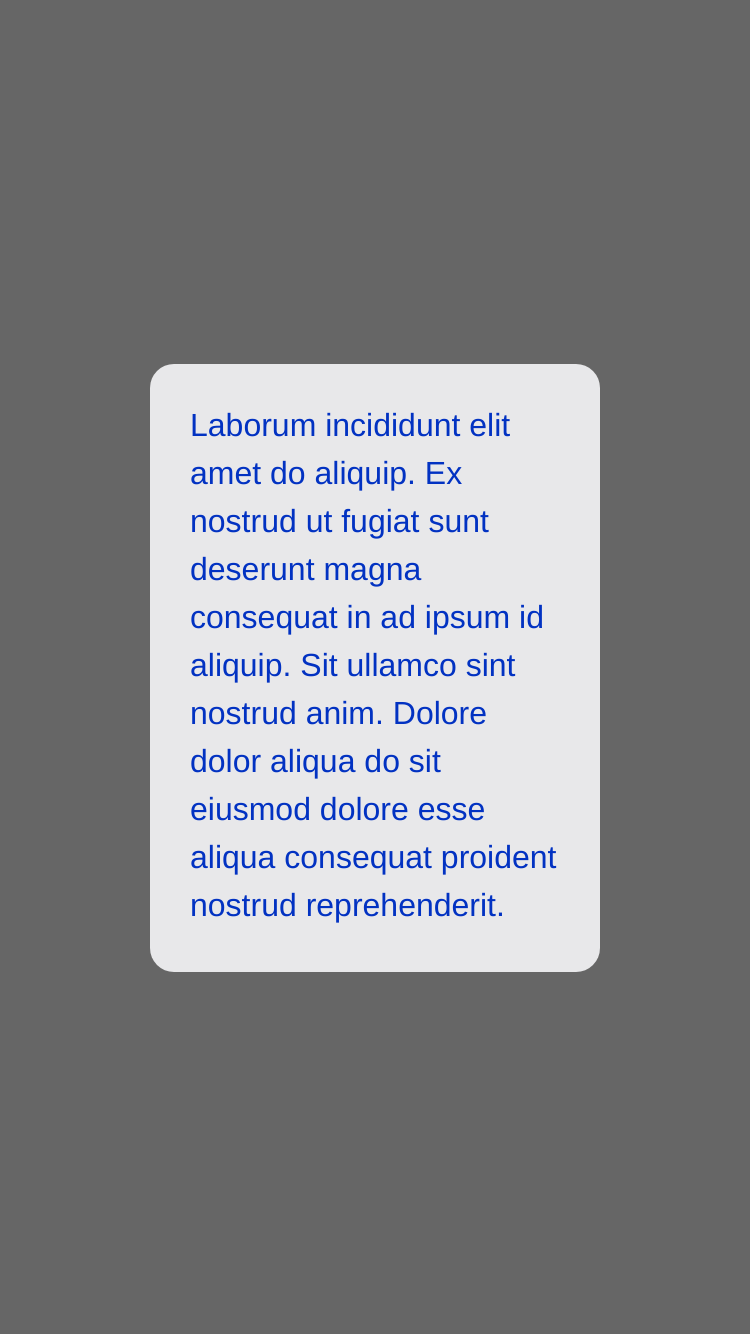 Laborum incididunt elit
amet do aliquip. Ex
nostrud ut fugiat sunt
deserunt magna
consequat in ad ipsum id
aliquip. Sit ullamco sint
nostrud anim. Dolore
dolor aliqua do sit
eiusmod dolore esse
aliqua consequat proident
nostrud reprehenderit.